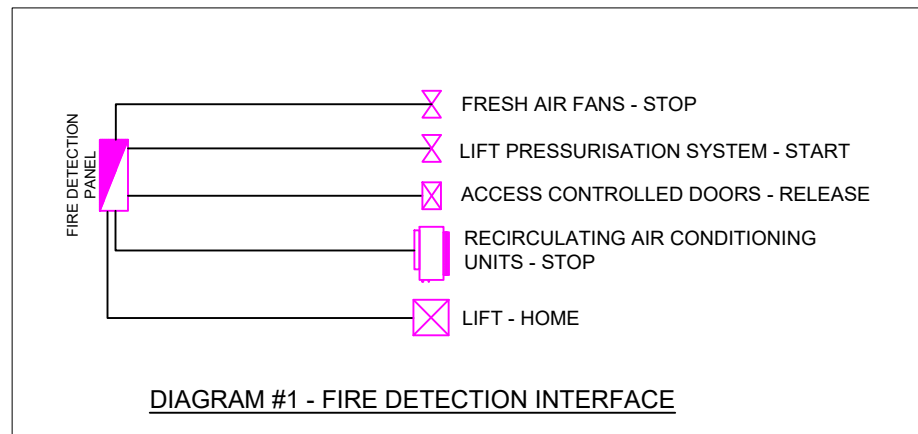 FIRE DETECTION
PANEL
FRESH AIR FANS - STOP
LIFT PRESSURISATION SYSTEM - START
ACCESS CONTROLLED DOORS - RELEASE
RECIRCULATING AIR CONDITIONING
UNITS - STOP
LIFT - HOME
DIAGRAM #1 - FIRE DETECTION INTERFACE